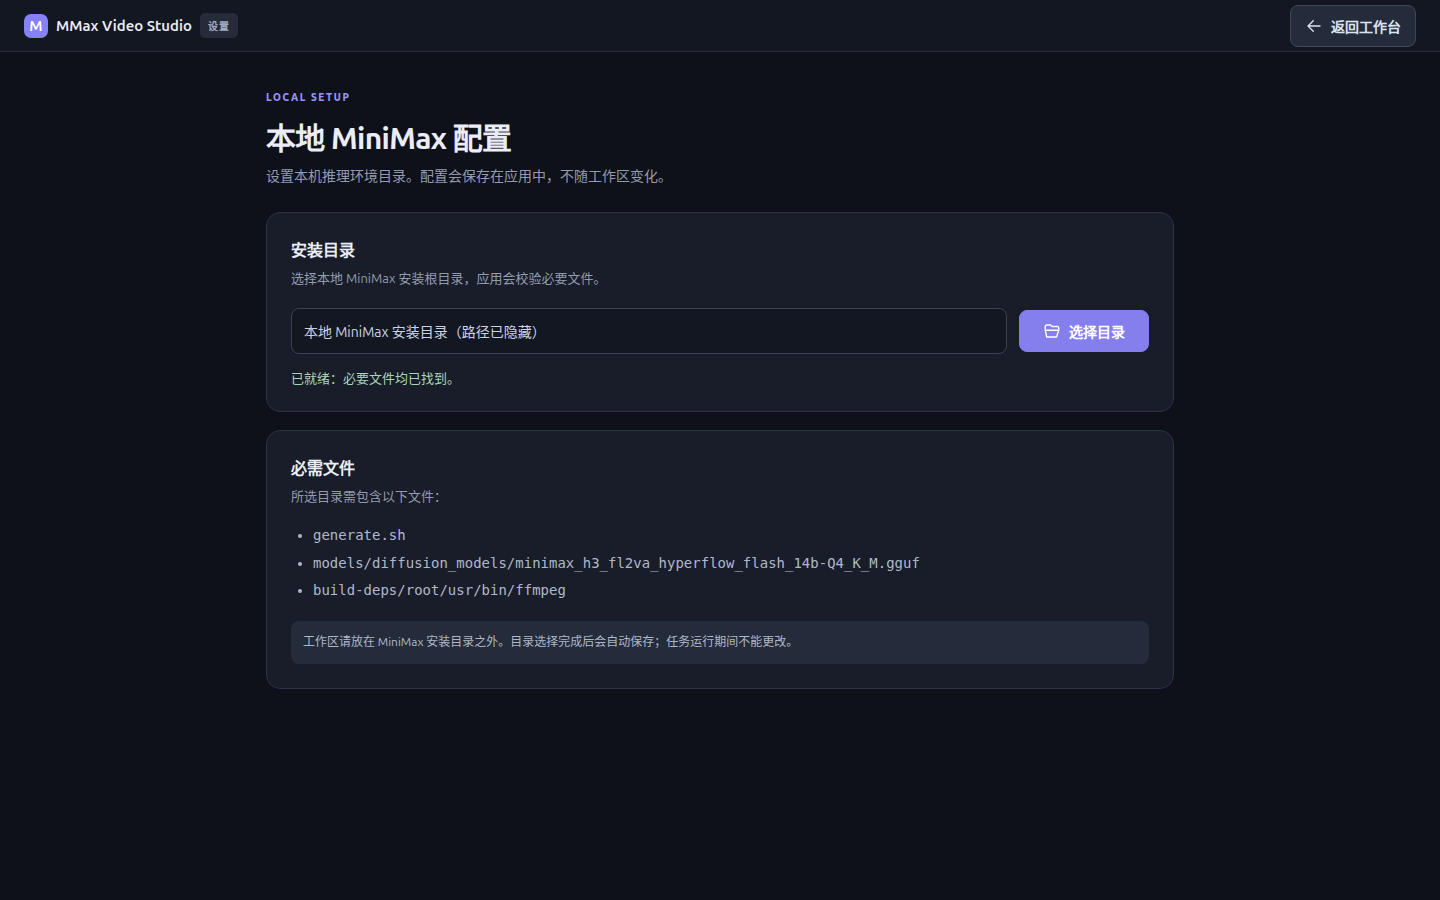 M MMax Video Studio 设置
返回工作台
LOCAL SETUP
本地 MiniMax 配置
设置本机推理环境目录。配置会保存在应用中，不随工作区变化。
安装目录
选择本地 MiniMax 安装根目录，应用会校验必要文件。
本地 MiniMax 安装目录（路径已隐藏）
选择目录
已就绪：必要文件均已找到。
必需文件
所选目录需包含以下文件：
• generate.sh
• models/diffusion_models/minimax_h3_fl2va_hyperflow_flash_14b-Q4_K_M.gguf
• build-deps/root/usr/bin/ffmpeg
工作区请放在 MiniMax 安装目录之外。目录选择完成后会自动保存；任务运行期间不能更改。